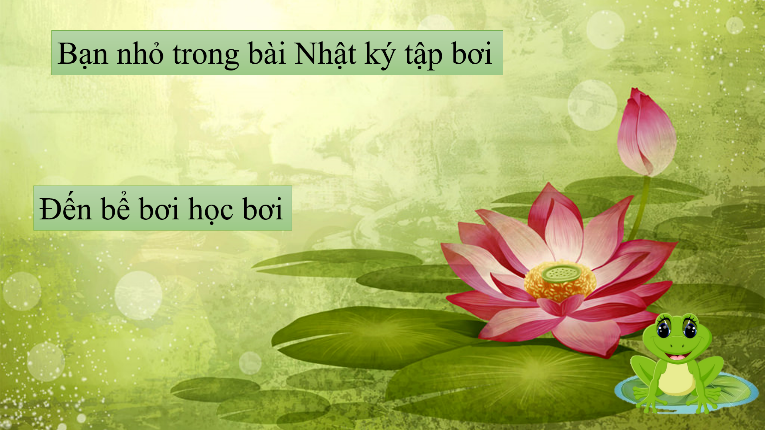 Bạn nhỏ trong bài Nhật ký tập bơi
Đến bể bơi học bơi